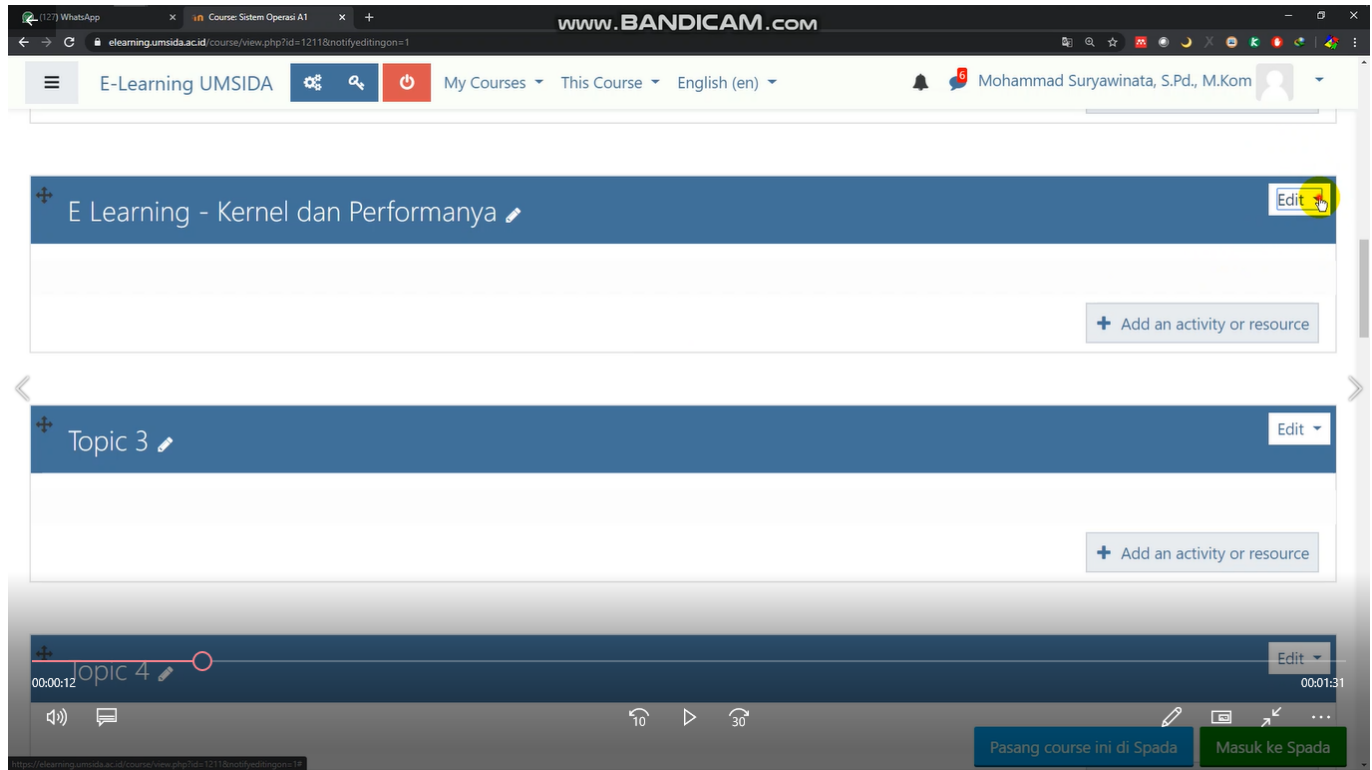 (127) WhatsApp
Course: Sistem Operasi A1
www.BANDICAM.com
elearning.umsida.ac.id/course/view.php?id=1211&notifyeditingon=1
E-Learning UMSIDA
My Courses
This Course
English (en)
6
Mohammad Suryawinata, S.Pd., M.Kom
E Learning - Kernel dan Performanya
Edit
+ Add an activity or resource
Topic 3
Edit
+ Add an activity or resource
Topic 4
Edit
00:00:12
00:01:31
10
30
Pasang course ini di Spada
Masuk ke Spada
https://elearning.umsida.ac.id/course/view.php?id=1211&notifyeditingon=1#